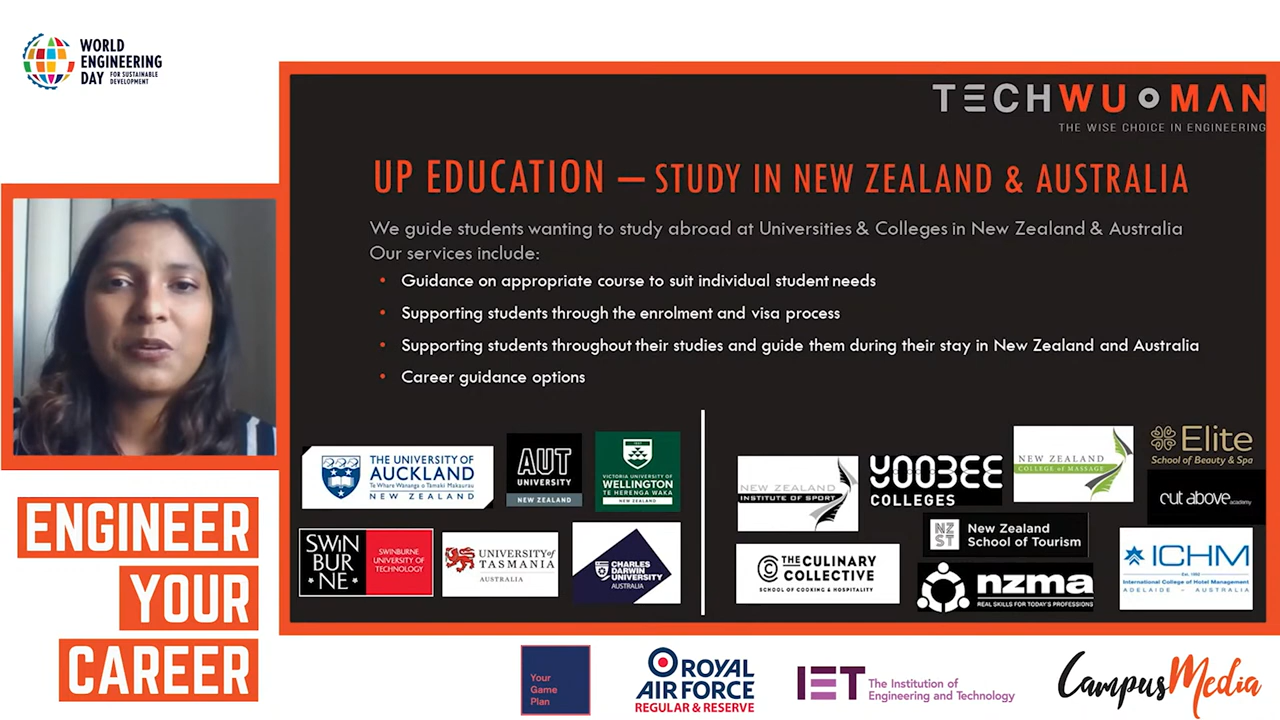 WORLD
ENGINEERING
DAY FOR SUSTAINABLE
DEVELOPMENT
TECHWUOMAN
THE WISE CHOICE IN ENGINEERING
UP EDUCATION – STUDY IN NEW ZEALAND & AUSTRALIA
We guide students wanting to study abroad at Universities & Colleges in New Zealand & Australia
Our services include:
• Guidance on appropriate course to suit individual student needs
• Supporting students through the enrolment and visa process
• Supporting students throughout their studies and guide them during their stay in New Zealand and Australia
• Career guidance options
THE UNIVERSITY OF
AUCKLAND
Te Whare Wānanga o Tāmaki Makaurau
NEW ZEALAND
AUT
UNIVERSITY
NEW ZEALAND
VICTORIA UNIVERSITY OF
WELLINGTON
TE HERENGA WAKA
NEW ZEALAND
SWIN
BUR
NE
SWINBURNE
UNIVERSITY OF
TECHNOLOGY
UNIVERSITY of
TASMANIA
AUSTRALIA
CHARLES
DARWIN
UNIVERSITY
AUSTRALIA
NEW ZEALAND
INSTITUTE OF SPORT
YOOBEE
COLLEGES
NEW ZEALAND
COLLEGE OF MASSAGE
Elite
School of Beauty & Spa
cut above academy
NZ
ST
New Zealand
School of Tourism
THE CULINARY
COLLECTIVE
SCHOOL OF COOKING & HOSPITALITY
nzma
REAL SKILLS FOR TODAY'S PROFESSIONS
ICHM
Est. 1992
International College of Hotel Management
ADELAIDE - AUSTRALIA
ENGINEER
YOUR
CAREER
Your
Game
Plan
ROYAL
AIR FORCE
REGULAR & RESERVE
IET
The Institution of
Engineering and Technology
CampusMedia